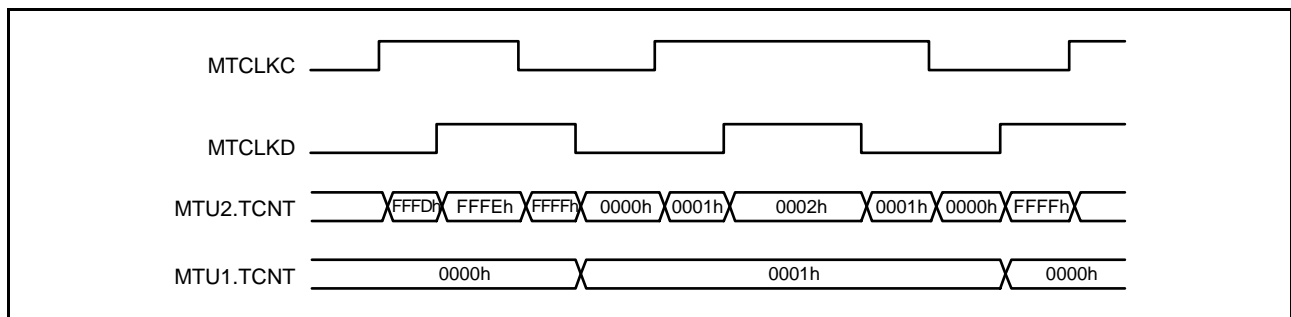 MTCLKC
MTCLKD
MTU2.TCNT FFFDh FFFEh FFFFh 0000h 0001h 0002h 0001h 0000h FFFFh
MTU1.TCNT 0000h 0001h 0000h